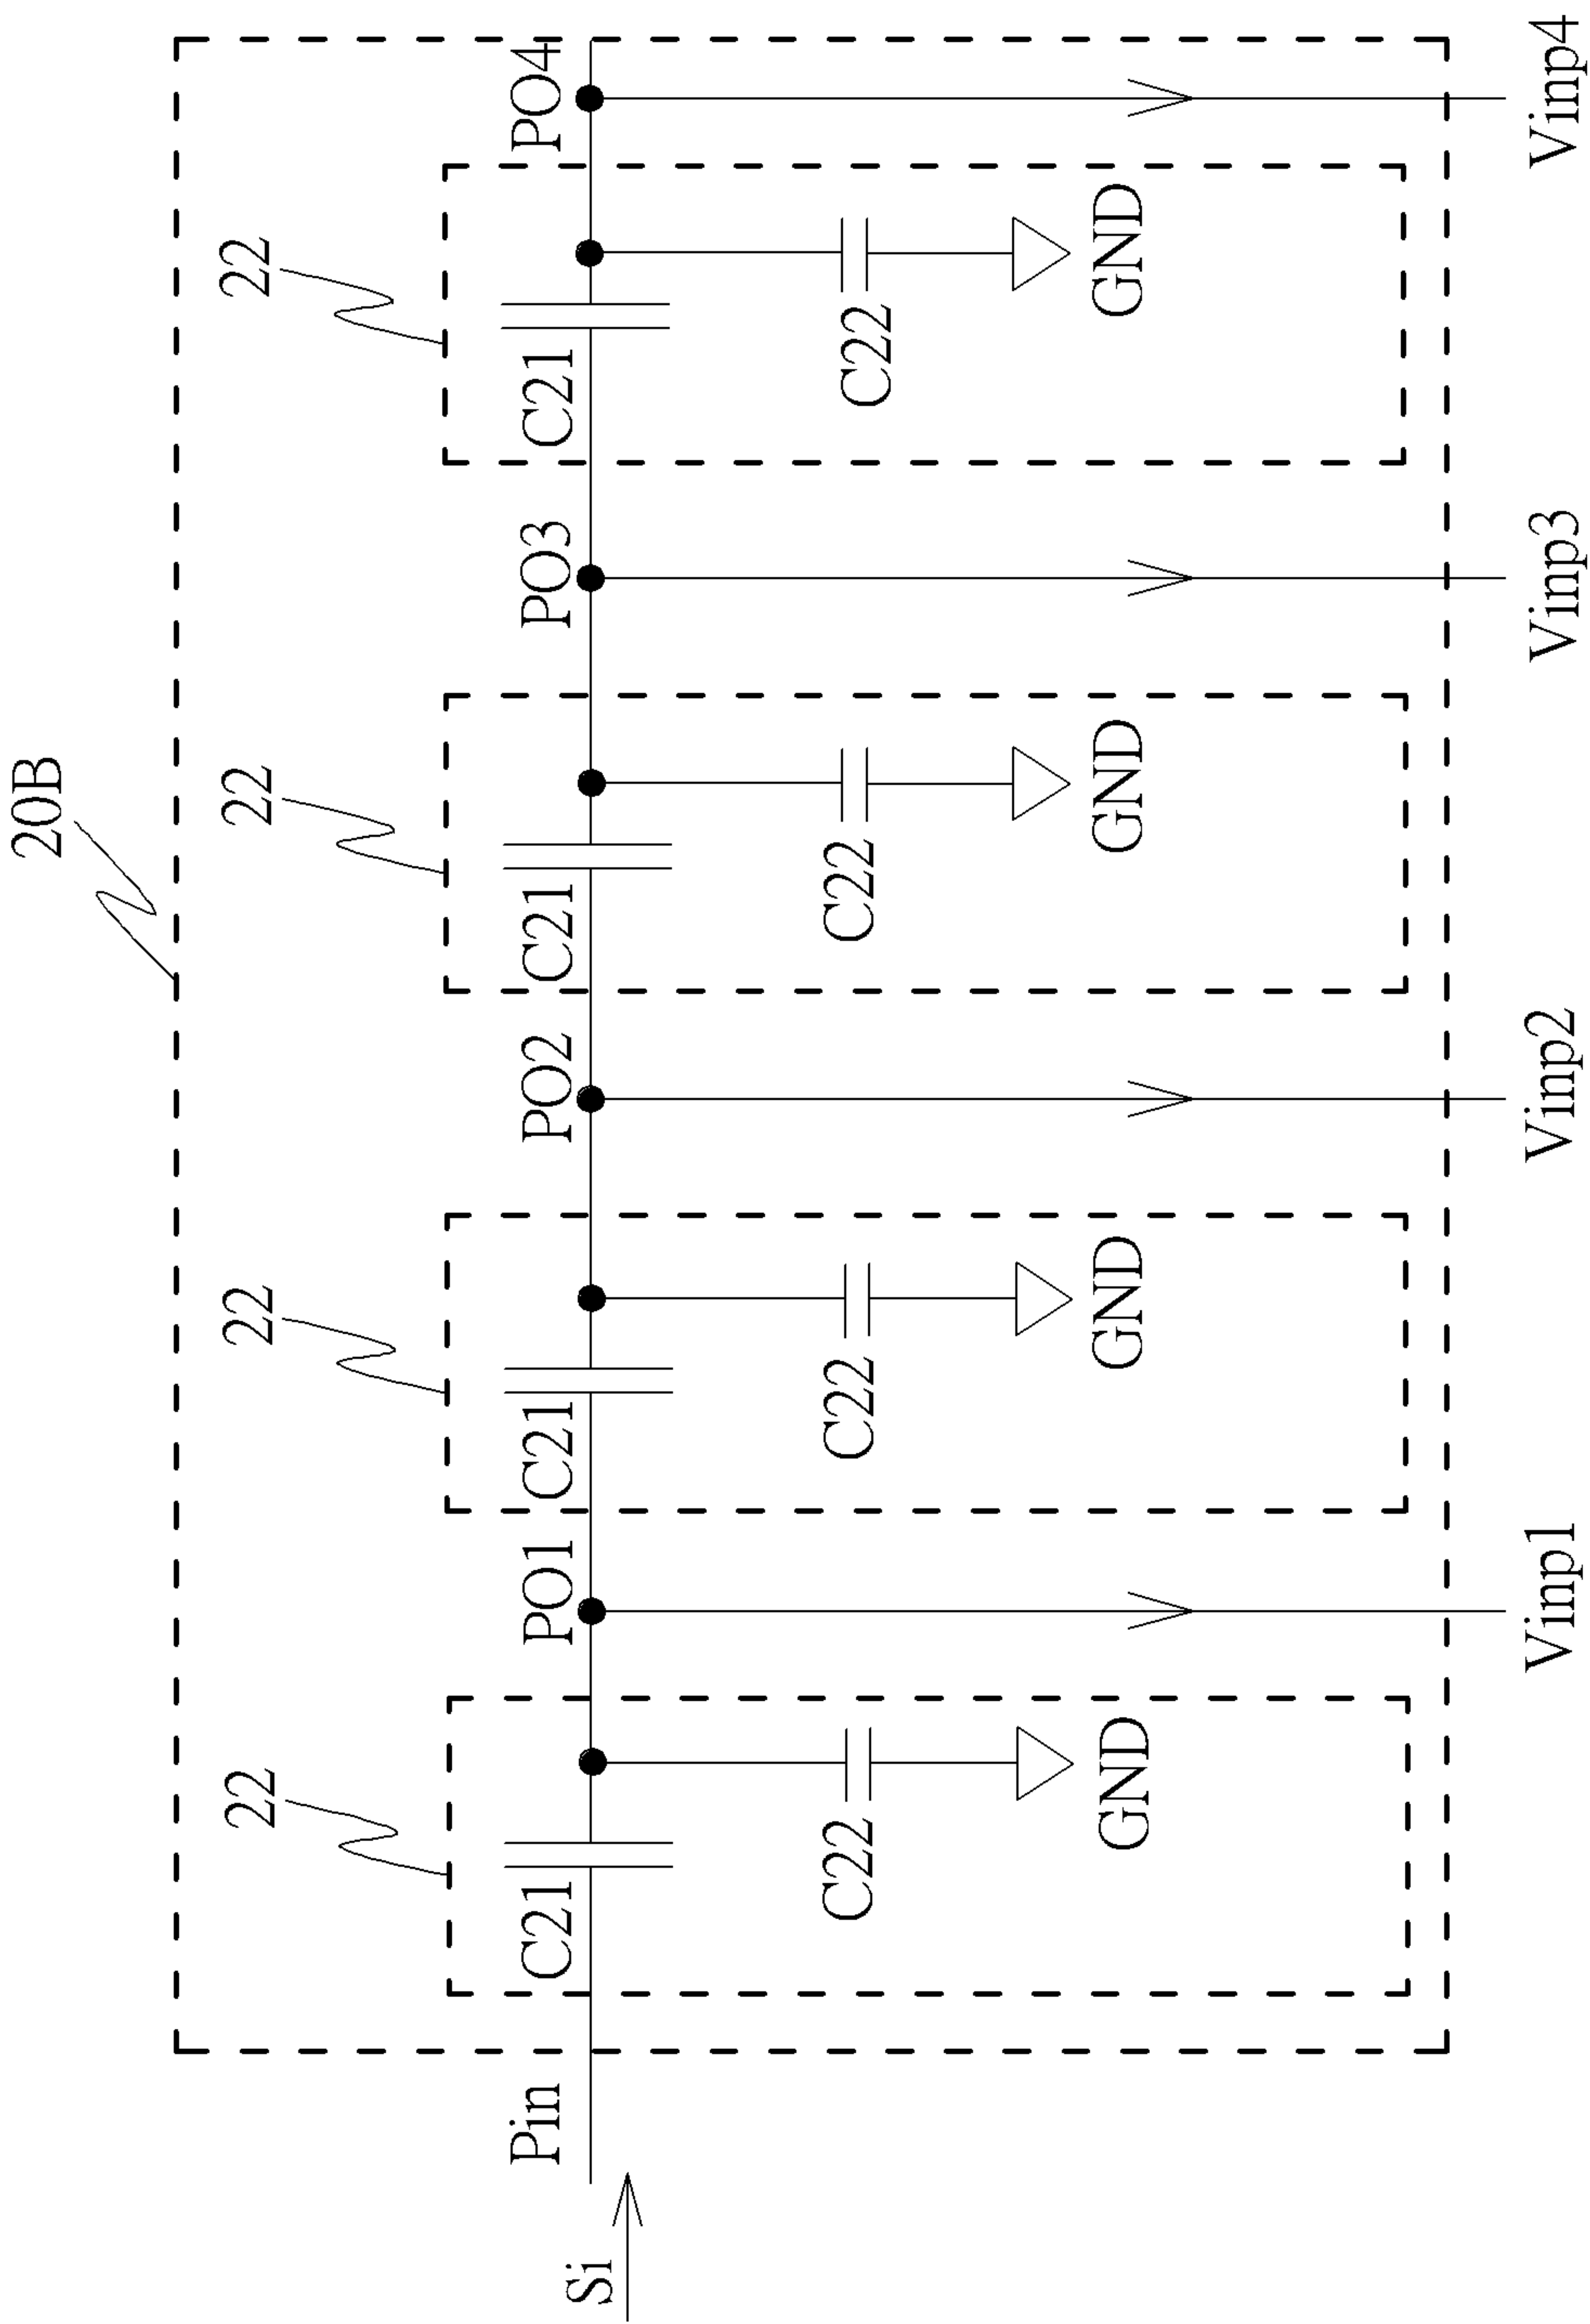 20B
22
22
22
22
Si
Pin
C21
PO1
C21
PO2
C21
PO3
C21
PO4
C22
C22
C22
C22
GND
GND
GND
GND
Vinp1
Vinp2
Vinp3
Vinp4